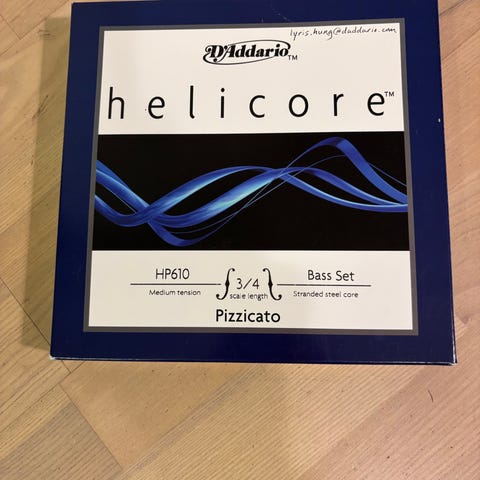 lyris.hung@daddario.com
D'Addario™
helicore™
HP610
Medium tension
3/4
scale length
Bass Set
Stranded steel core
Pizzicato